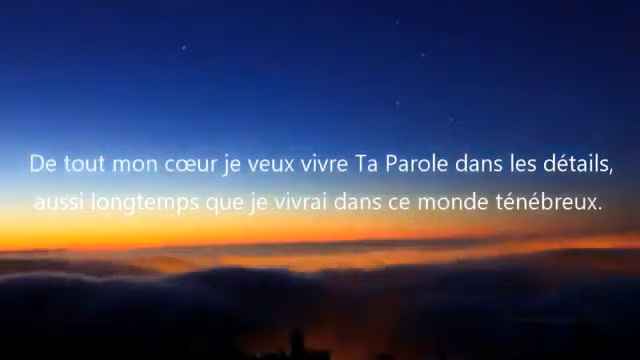 De tout mon cœur je veux vivre Ta Parole dans les détails,
aussi longtemps que je vivrai dans ce monde ténébreux.